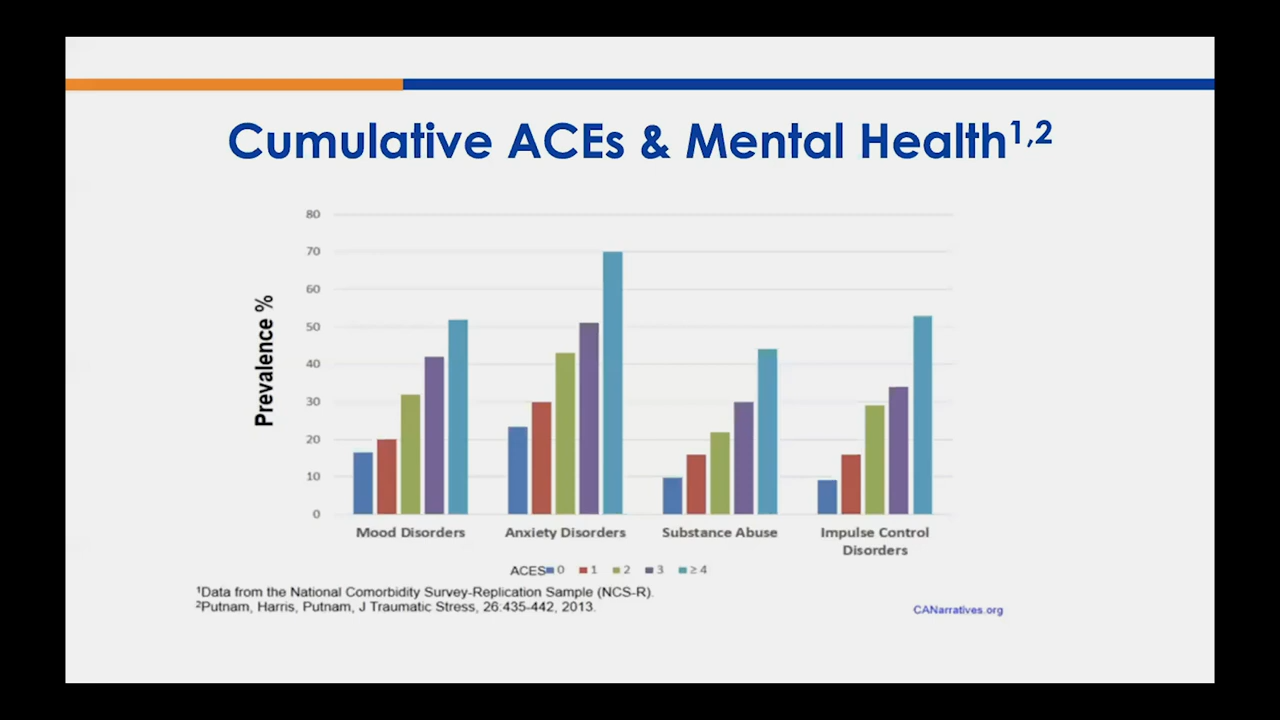 Cumulative ACEs & Mental Health1,2
80
70
60
50
40
30
20
10
0
Prevalence %
Mood Disorders
Anxiety Disorders
Substance Abuse
Impulse Control
Disorders
ACES 0 1 2 3 ≥ 4
1Data from the National Comorbidity Survey-Replication Sample (NCS-R).
2Putnam, Harris, Putnam, J Traumatic Stress, 26:435-442, 2013.
CANarratives.org